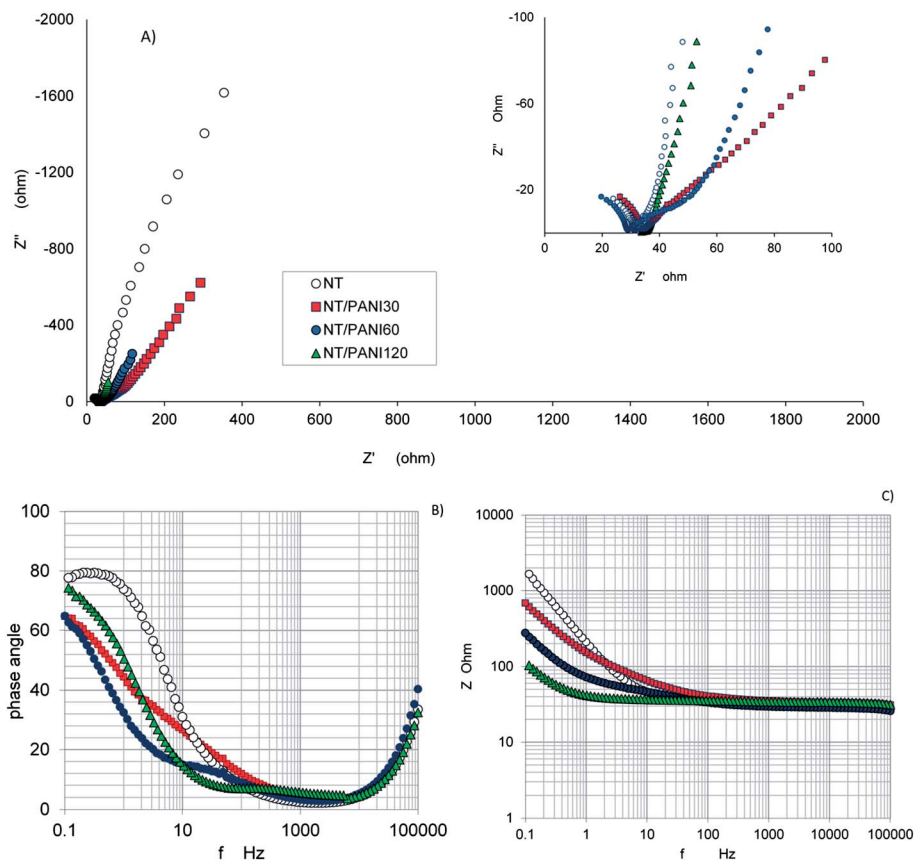 A)
-2000
-1600
-1200
-800
-400
0
Z'' (ohm)
0 200 400 600 800 1000 1200 1400 1600 1800 2000
Z' (ohm)
NT
NT/PANI30
NT/PANI60
NT/PANI120
-100
-60
-20
Z'' Ohm
0 20 40 60 80 100
Z' ohm
B)
100
80
60
40
20
0
phase angle
0.1 10 1000 100000
f Hz
C)
10000
1000
100
10
1
Z Ohm
0.1 1 10 100 1000 10000 100000
f Hz